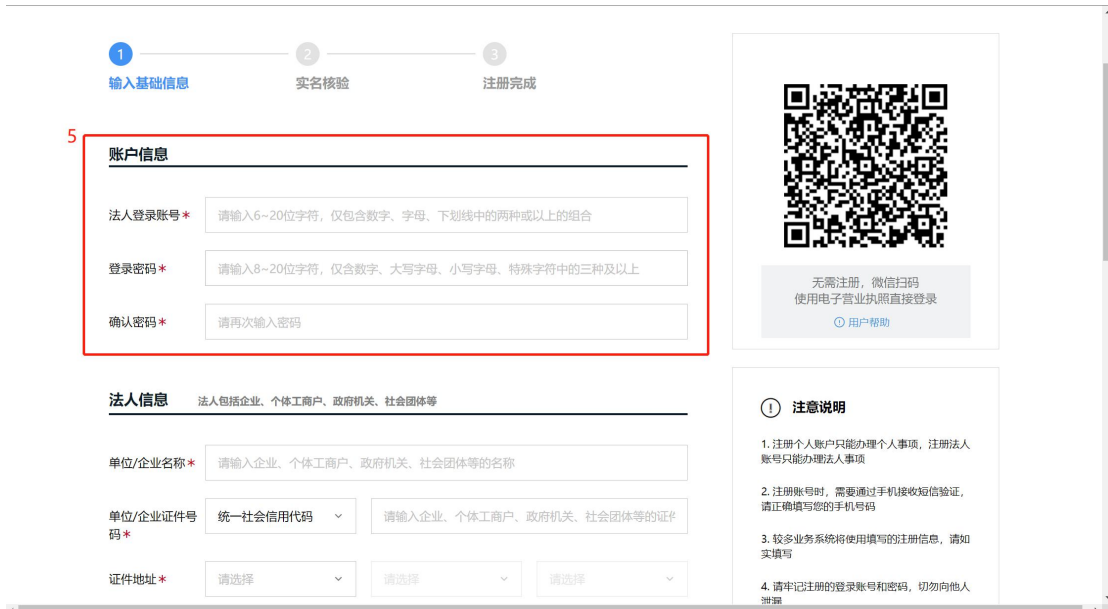 1
2
3
输入基础信息
实名核验
注册完成
5
账户信息
法人登录账号*
请输入6~20位字符，仅包含数字、字母、下划线中的两种或以上的组合
登录密码*
请输入8~20位字符，仅含数字、大写字母、小写字母、特殊字符中的三种及以上
确认密码*
请再次输入密码
法人信息 法人包括企业、个体工商户、政府机关、社会团体等
单位/企业名称*
请输入企业、个体工商户、政府机关、社会团体等的名称
单位/企业证件号
码*
统一社会信用代码
请输入企业、个体工商户、政府机关、社会团体等的证件
证件地址*
请选择
请选择
请选择
无需注册，微信扫码
使用电子营业执照直接登录
用户帮助
注意说明
1. 注册个人账户只能办理个人事项，注册法人
账号只能办理法人事项
2. 注册账号时，需要通过手机接收短信验证，
请正确填写您的手机号码
3. 较多业务系统将使用填写的注册信息，请如
实填写
4. 请牢记注册的登录账号和密码，切勿向他人
泄漏